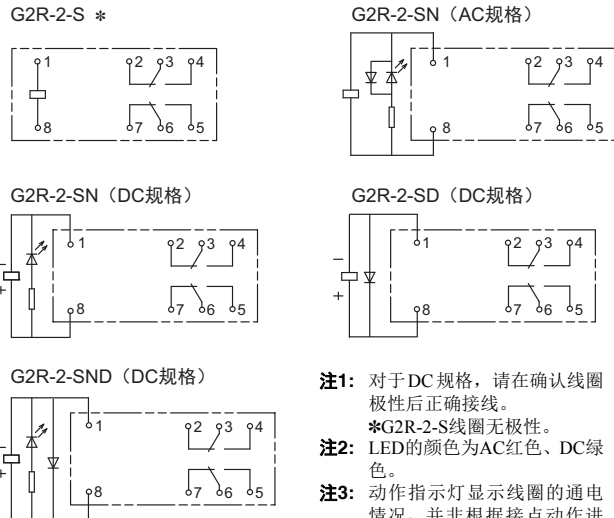 G2R-2-S ＊
1
2 3 4
8
7 6 5
G2R-2-SN（AC规格）
1
2 3 4
8
7 6 5
G2R-2-SN（DC规格）
−
+
1
2 3 4
8
7 6 5
G2R-2-SD（DC规格）
−
+
1
2 3 4
8
7 6 5
G2R-2-SND（DC规格）
−
+
1
2 3 4
8
7 6 5
注1: 对于DC规格，请在确认线圈
极性后正确接线。
＊G2R-2-S线圈无极性。
注2: LED的颜色为AC红色、DC绿
色。
注3: 动作指示灯显示线圈的通电
情况，并非根据接点动作进